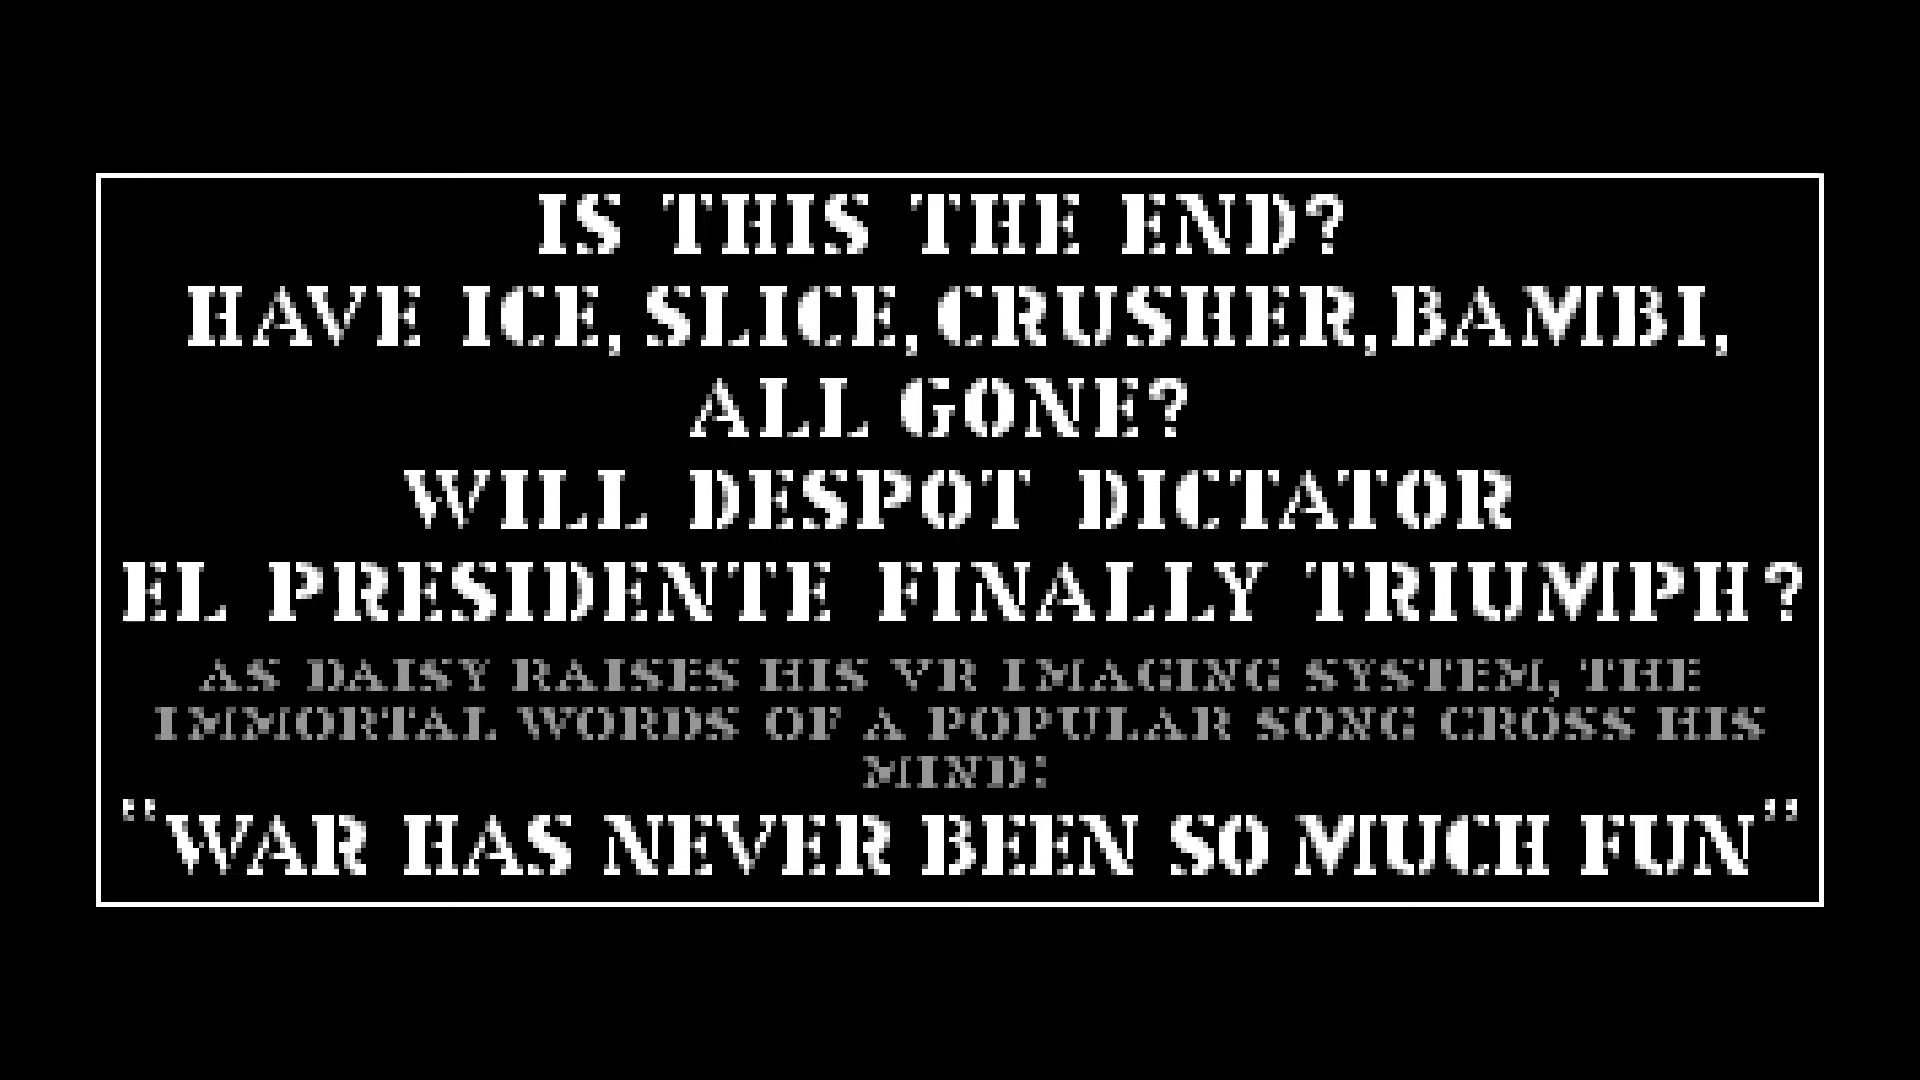 IS THIS THE END?
HAVE ICE, SLICE, CRUSHER, BAMBI,
ALL GONE?
WILL DESPOT DICTATOR
EL PRESIDENTE FINALLY TRIUMPH?
AS DAISY RAISES HIS VR IMAGING SYSTEM, THE
IMMORTAL WORDS OF A POPULAR SONG CROSS HIS
MIND:
"WAR HAS NEVER BEEN SO MUCH FUN"